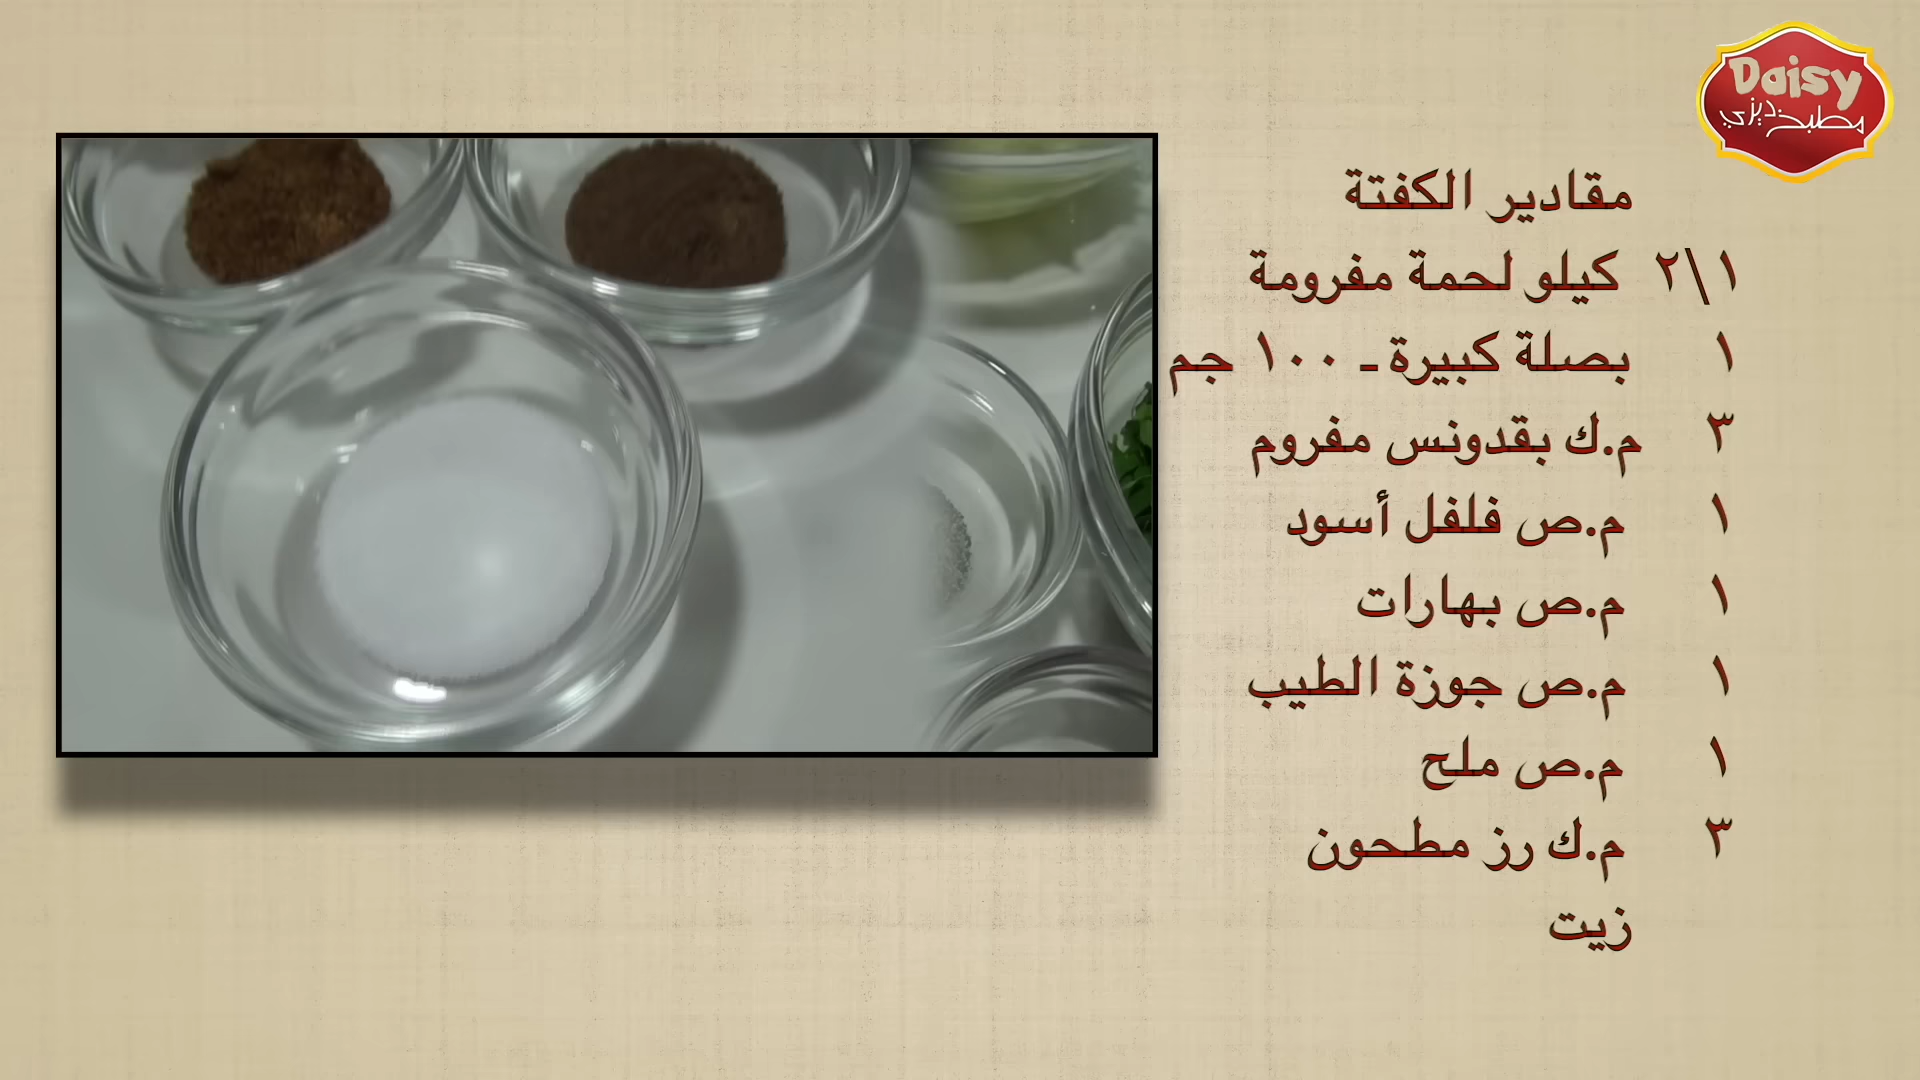 Daisy
مطبخ ديزي
مقادير الكفتة
١\٢ كيلو لحمة مفرومة
١ بصلة كبيرة ـ ١٠٠ جم
٣ م.ك بقدونس مفروم
١ م.ص فلفل أسود
١ م.ص بهارات
١ م.ص جوزة الطيب
١ م.ص ملح
٣ م.ك رز مطحون
زيت